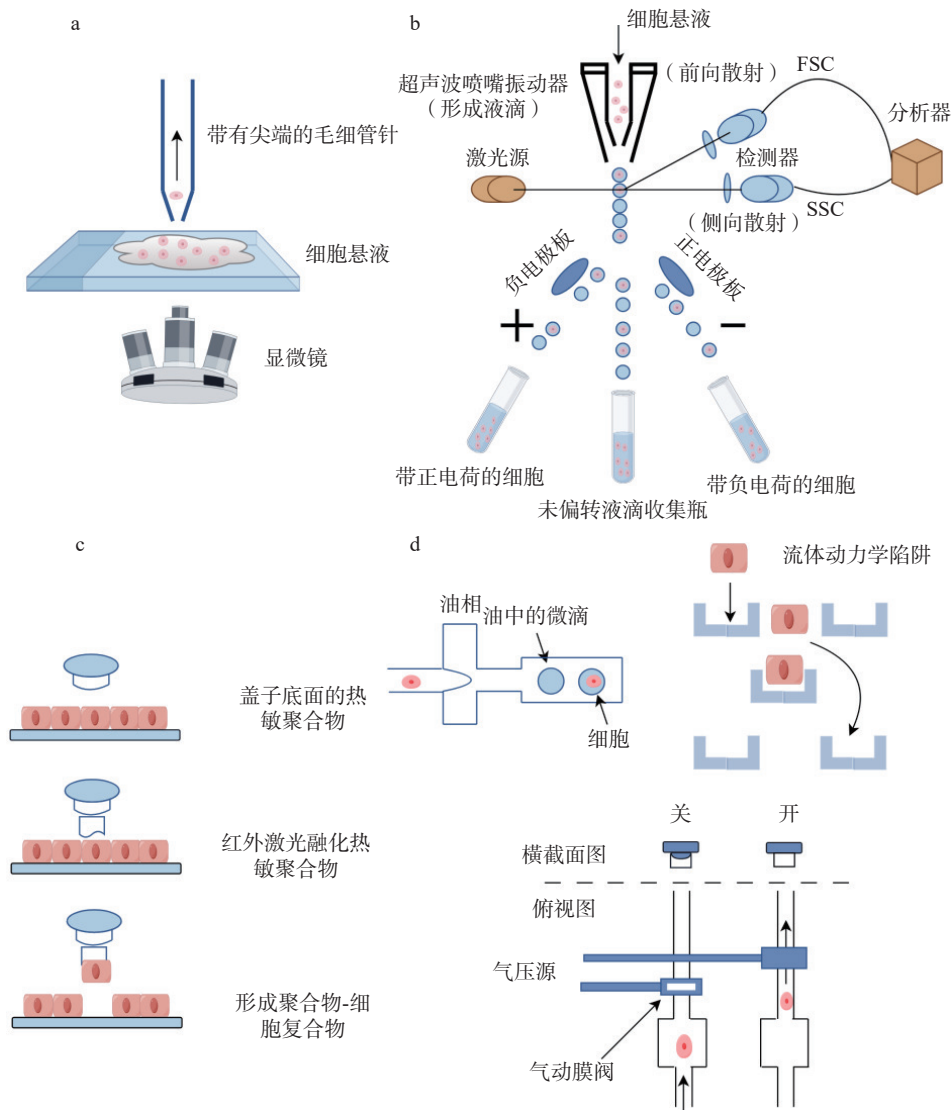 a
带有尖端的毛细管针
细胞悬液
显微镜
b
细胞悬液
超声波喷嘴振动器
（形成液滴）
（前向散射）
FSC
分析器
激光源
检测器
（侧向散射）
SSC
负电极板
正电极板
+
−
带正电荷的细胞
未偏转液滴收集瓶
带负电荷的细胞
c
盖子底面的热
敏聚合物
红外激光融化热
敏聚合物
形成聚合物-细
胞复合物
d
油相
油中的微滴
细胞
流体动力学陷阱
关
开
横截面图
俯视图
气压源
气动膜阀